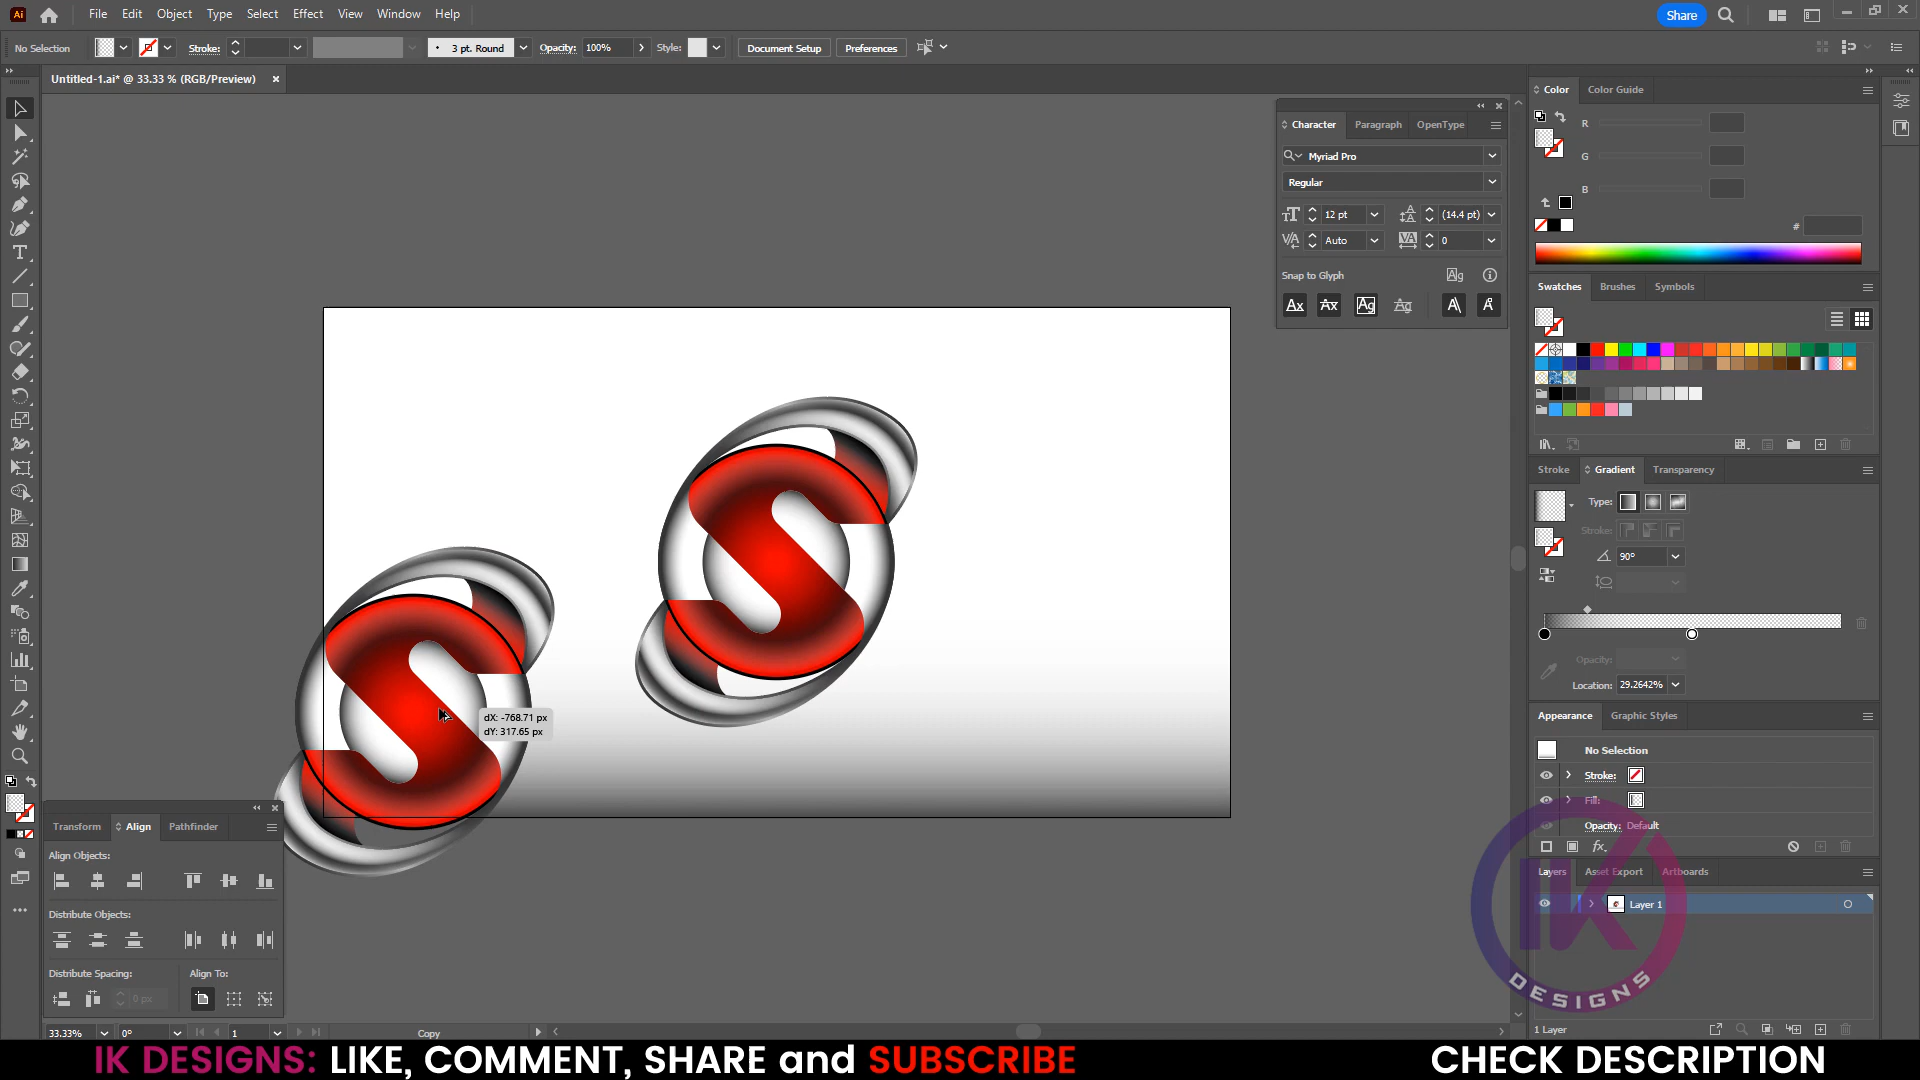 Ai File Edit Object Type Select Effect View Window Help Share
No Selection Stroke: 3 pt. Round Opacity: 100% Style: Document Setup Preferences
Untitled-1.ai* @ 33.33 % (RGB/Preview)
Color Color Guide
R
G
B
#
Character Paragraph OpenType
Myriad Pro
Regular
12 pt (14.4 pt)
Auto 0
Snap to Glyph
Swatches Brushes Symbols
Stroke Gradient Transparency
Type:
Stroke:
90°
Opacity:
Location: 29.2642%
dX: -768.71 px
dY: 317.65 px
Appearance Graphic Styles
No Selection
Stroke:
Fill:
Opacity: Default
Transform Align Pathfinder
Align Objects:
Distribute Objects:
Distribute Spacing: Align To:
0 px
Layers Asset Export Artboards
Layer 1
IK
DESIGNS
1 Layer
33.33% 0° 1 Copy
IK DESIGNS: LIKE, COMMENT, SHARE and SUBSCRIBE CHECK DESCRIPTION